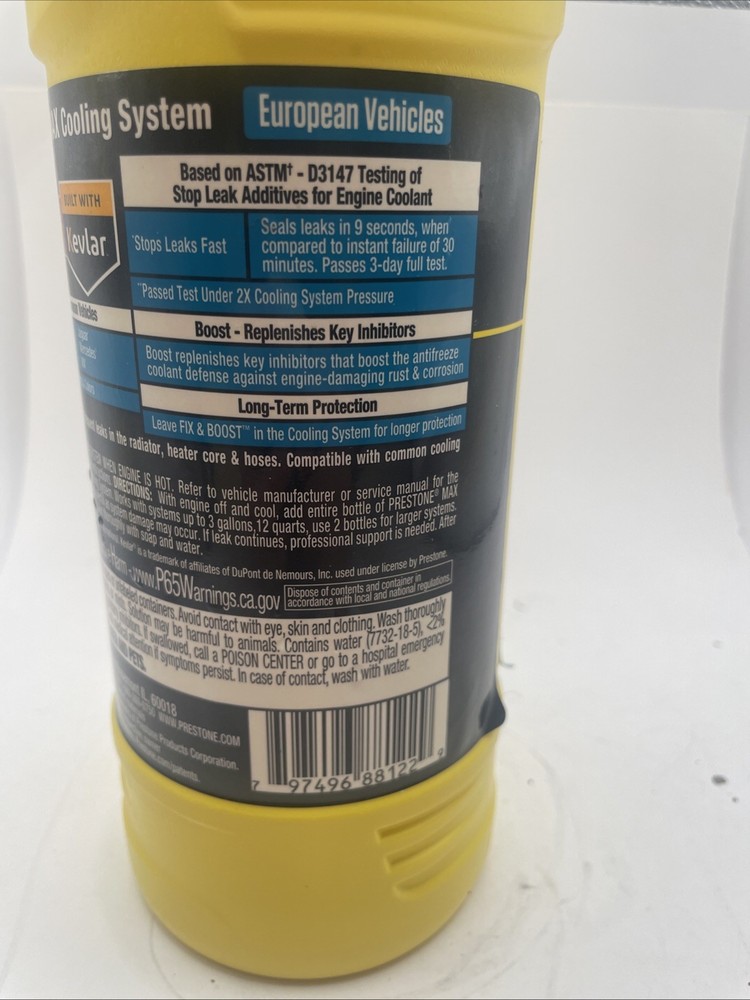 Cooling System
European Vehicles
Based on ASTM† - D3147 Testing of
Stop Leak Additives for Engine Coolant
BUILT WITH
Kevlar
*Stops Leaks Fast
Seals leaks in 9 seconds, when
compared to instant failure of 30
minutes. Passes 3-day full test.
**Passed Test Under 2X Cooling System Pressure
Vehicles
Boost - Replenishes Key Inhibitors
Boost replenishes key inhibitors that boost the antifreeze
coolant defense against engine-damaging rust & corrosion
Long-Term Protection
Leave FIX & BOOST™ in the Cooling System for longer protection
leaks in the radiator, heater core & hoses. Compatible with common cooling
WHEN ENGINE IS HOT. Refer to vehicle manufacturer or service manual for the
DIRECTIONS: With engine off and cool, add entire bottle of PRESTONE® MAX
Works with systems up to 3 gallons,12 quarts, use 2 bottles for larger systems.
system damage may occur. If leak continues, professional support is needed. After
with soap and water.
Kevlar® is a trademark of affiliates of DuPont de Nemours, Inc. used under license by Prestone.
Harm - www.P65Warnings.ca.gov
Dispose of contents and container in
accordance with local and national regulations.
containers. Avoid contact with eye, skin and clothing. Wash thoroughly
Solution may be harmful to animals. Contains water (7732-18-5), <2%
If swallowed, call a POISON CENTER or go to a hospital emergency
if symptoms persist. In case of contact, wash with water.
PETS.
IL, 60018
WWW.PRESTONE.COM
Products Corporation.
7 97496 88122 9